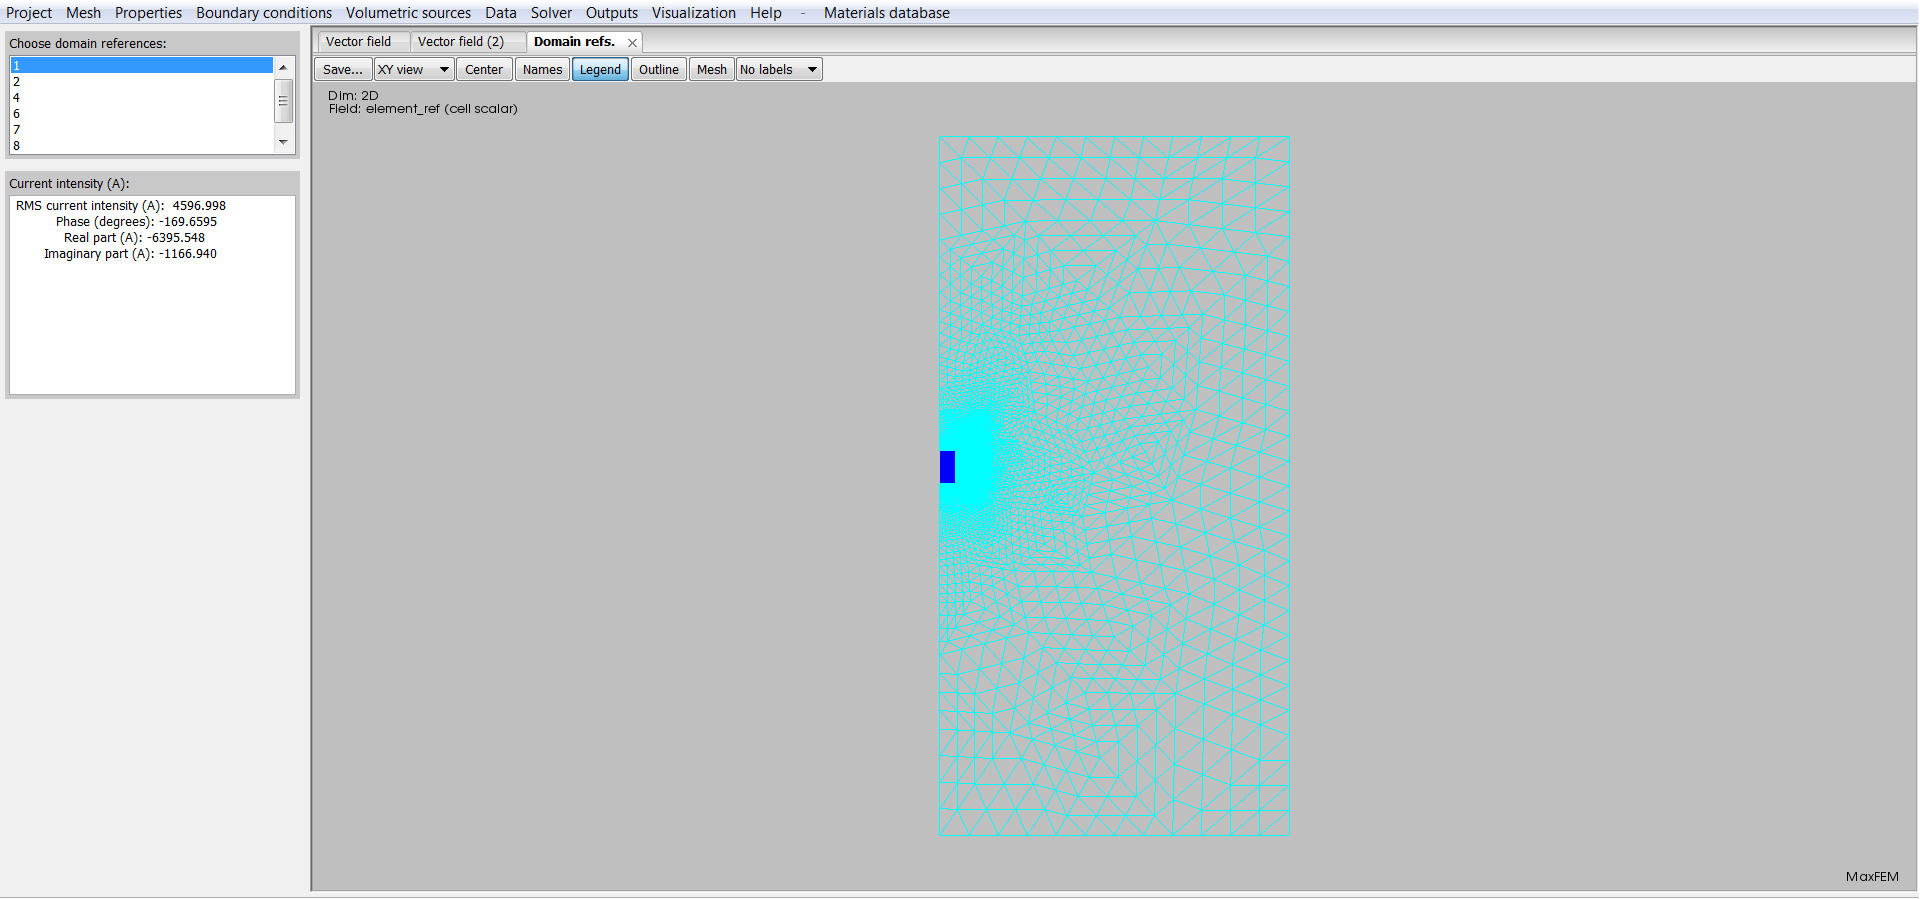 Project Mesh Properties Boundary conditions Volumetric sources Data Solver Outputs Visualization Help - Materials database
Choose domain references:
1
2
4
6
7
8
Current intensity (A):
RMS current intensity (A): 4596.998
Phase (degrees): -169.6595
Real part (A): -6395.548
Imaginary part (A): -1166.940
Vector field Vector field (2) Domain refs.
Save... XY view Center Names Legend Outline Mesh No labels
Dim: 2D
Field: element_ref (cell scalar)
MaxFEM